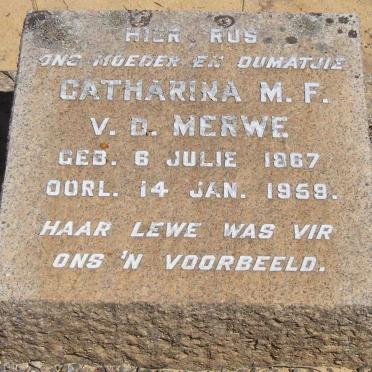 HIER RUS
ONS MOEDER EN OUMATJIE
CATHARINA M. F.
V. D. MERWE
GEB. 6 JULIE 1867
OORL. 14 JAN. 1959.
HAAR LEWE WAS VIR
ONS 'N VOORBEELD.